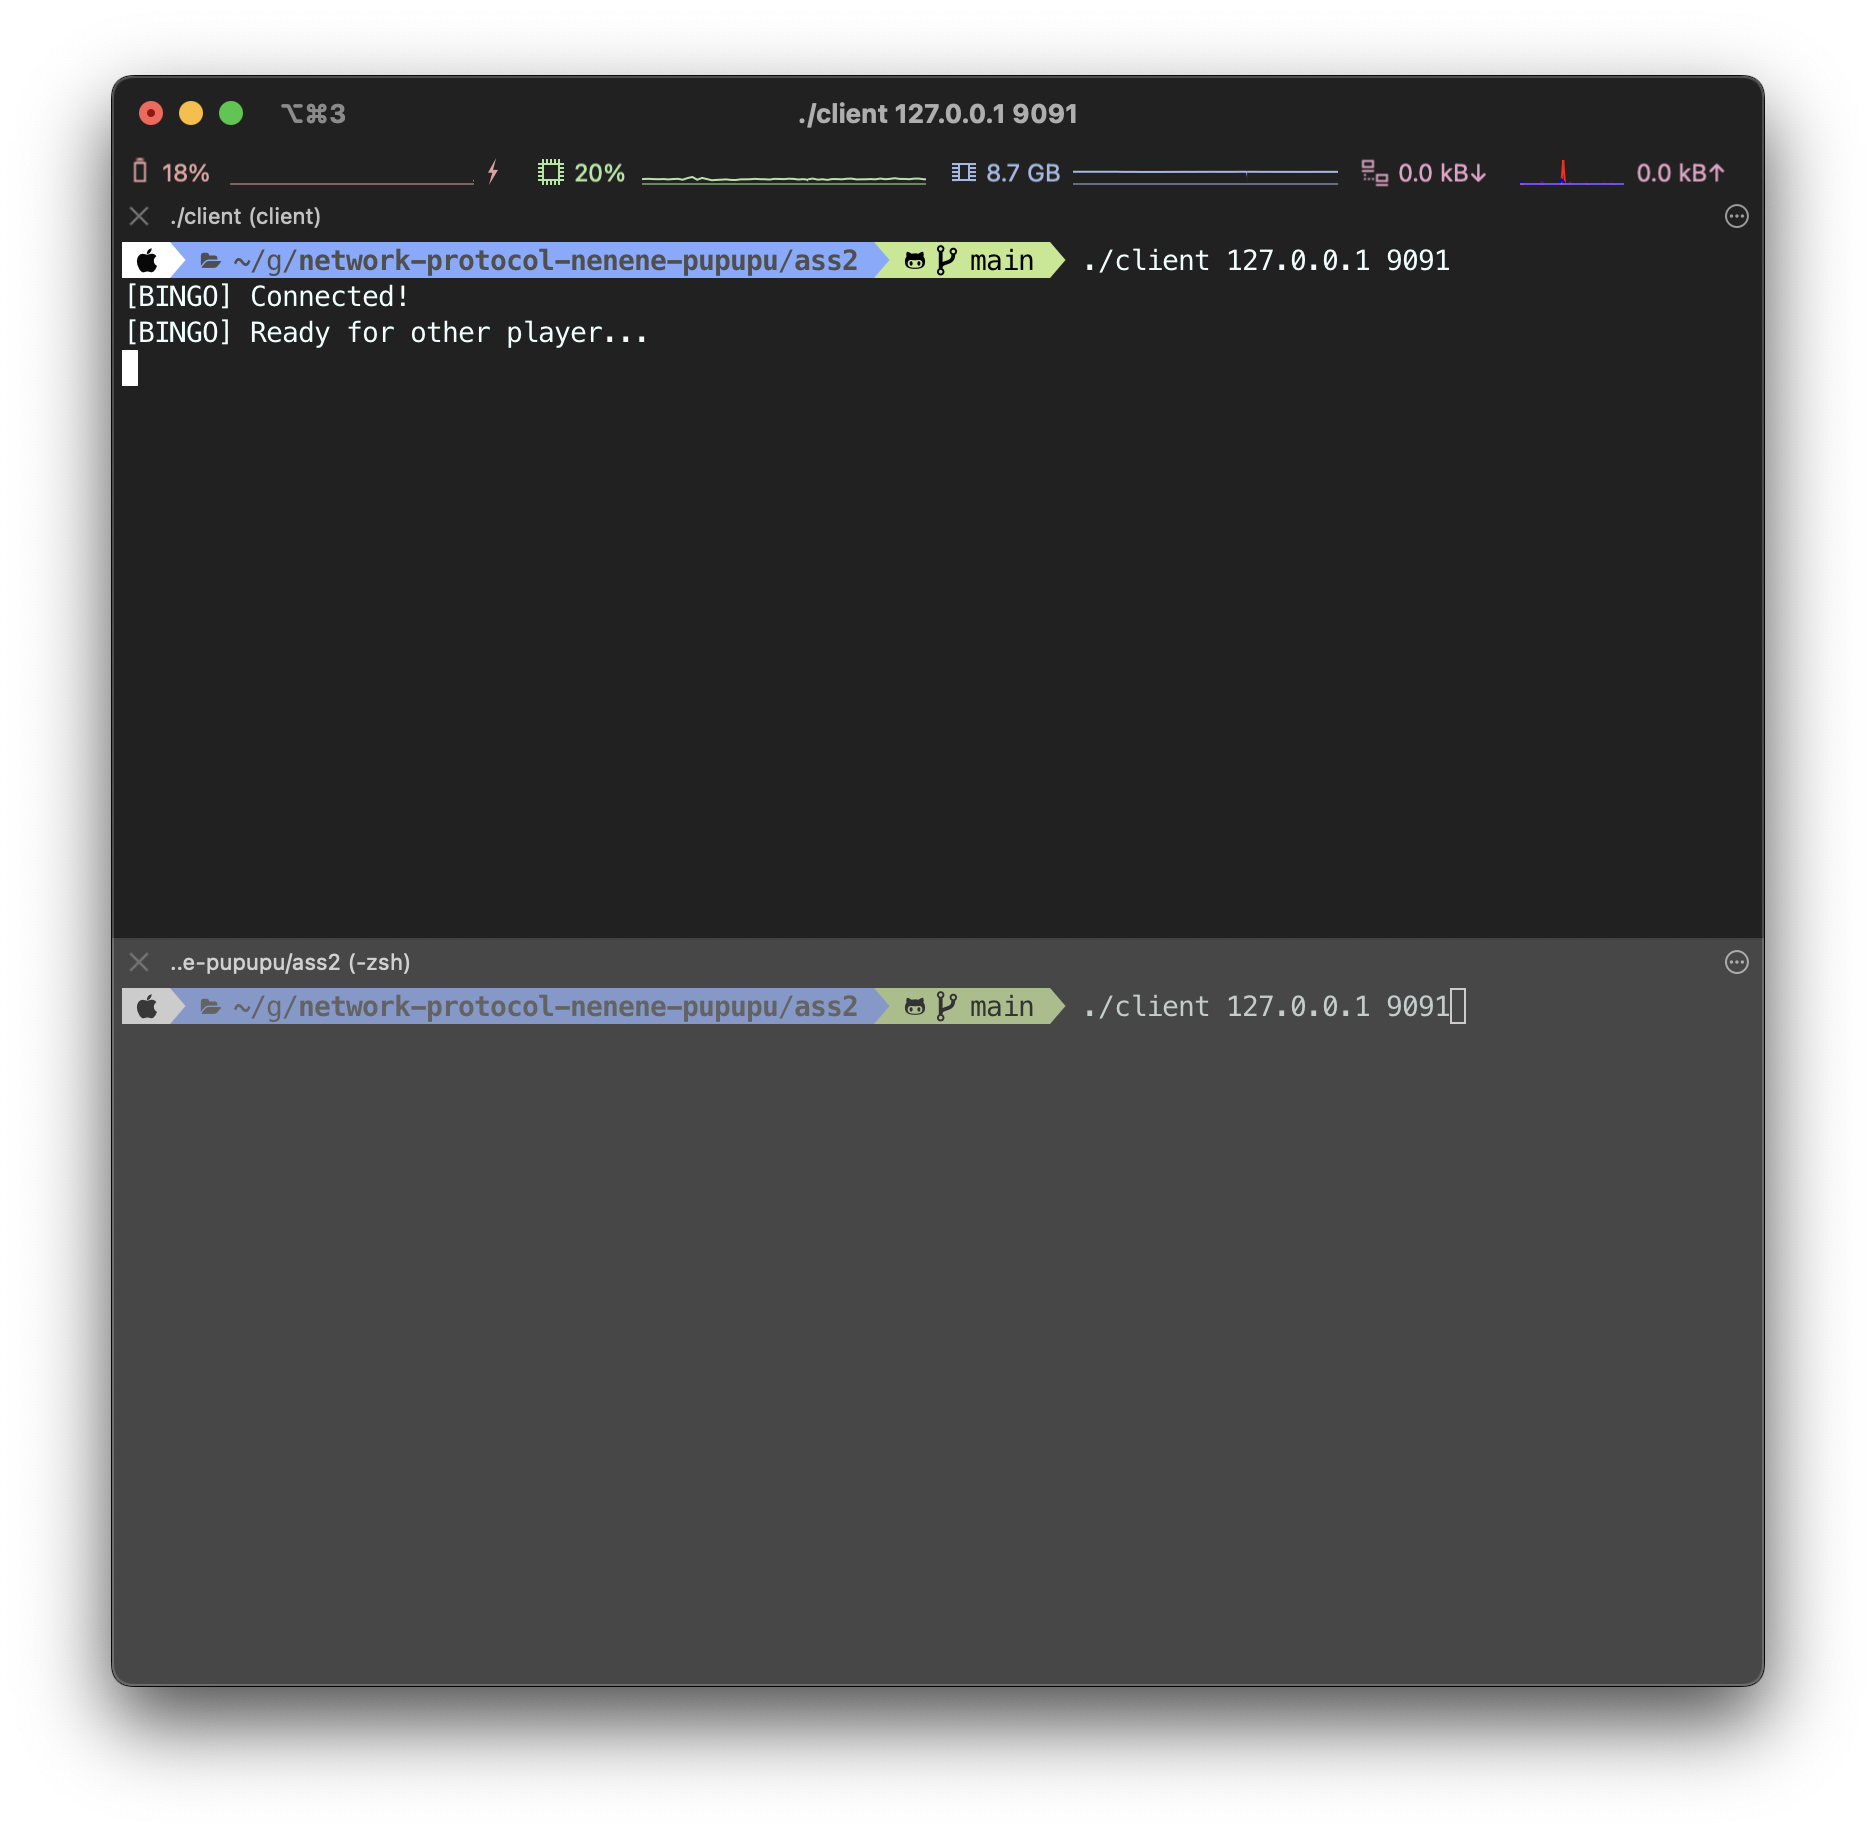 ⌥⌘3 ./client 127.0.0.1 9091
18% 20% 8.7 GB 0.0 kB↓ 0.0 kB↑
./client (client)
~/g/network-protocol-nenene-pupupu/ass2 main ./client 127.0.0.1 9091
[BINGO] Connected!
[BINGO] Ready for other player...
..e-pupupu/ass2 (-zsh)
~/g/network-protocol-nenene-pupupu/ass2 main ./client 127.0.0.1 9091